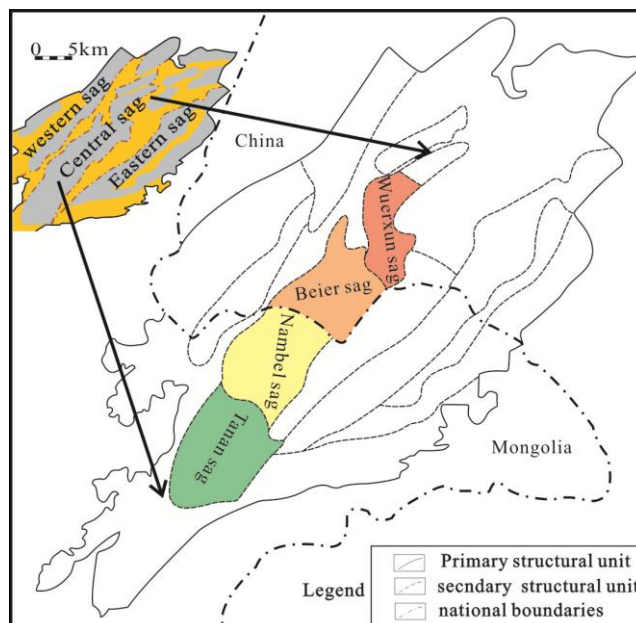 0 5km
western sag
Central sag
Eastern sag
China
Wuerxun sag
Beier sag
Nambel sag
Tanan sag
Mongolia
Legend
Primary structural unit
secndary structural unit
national boundaries